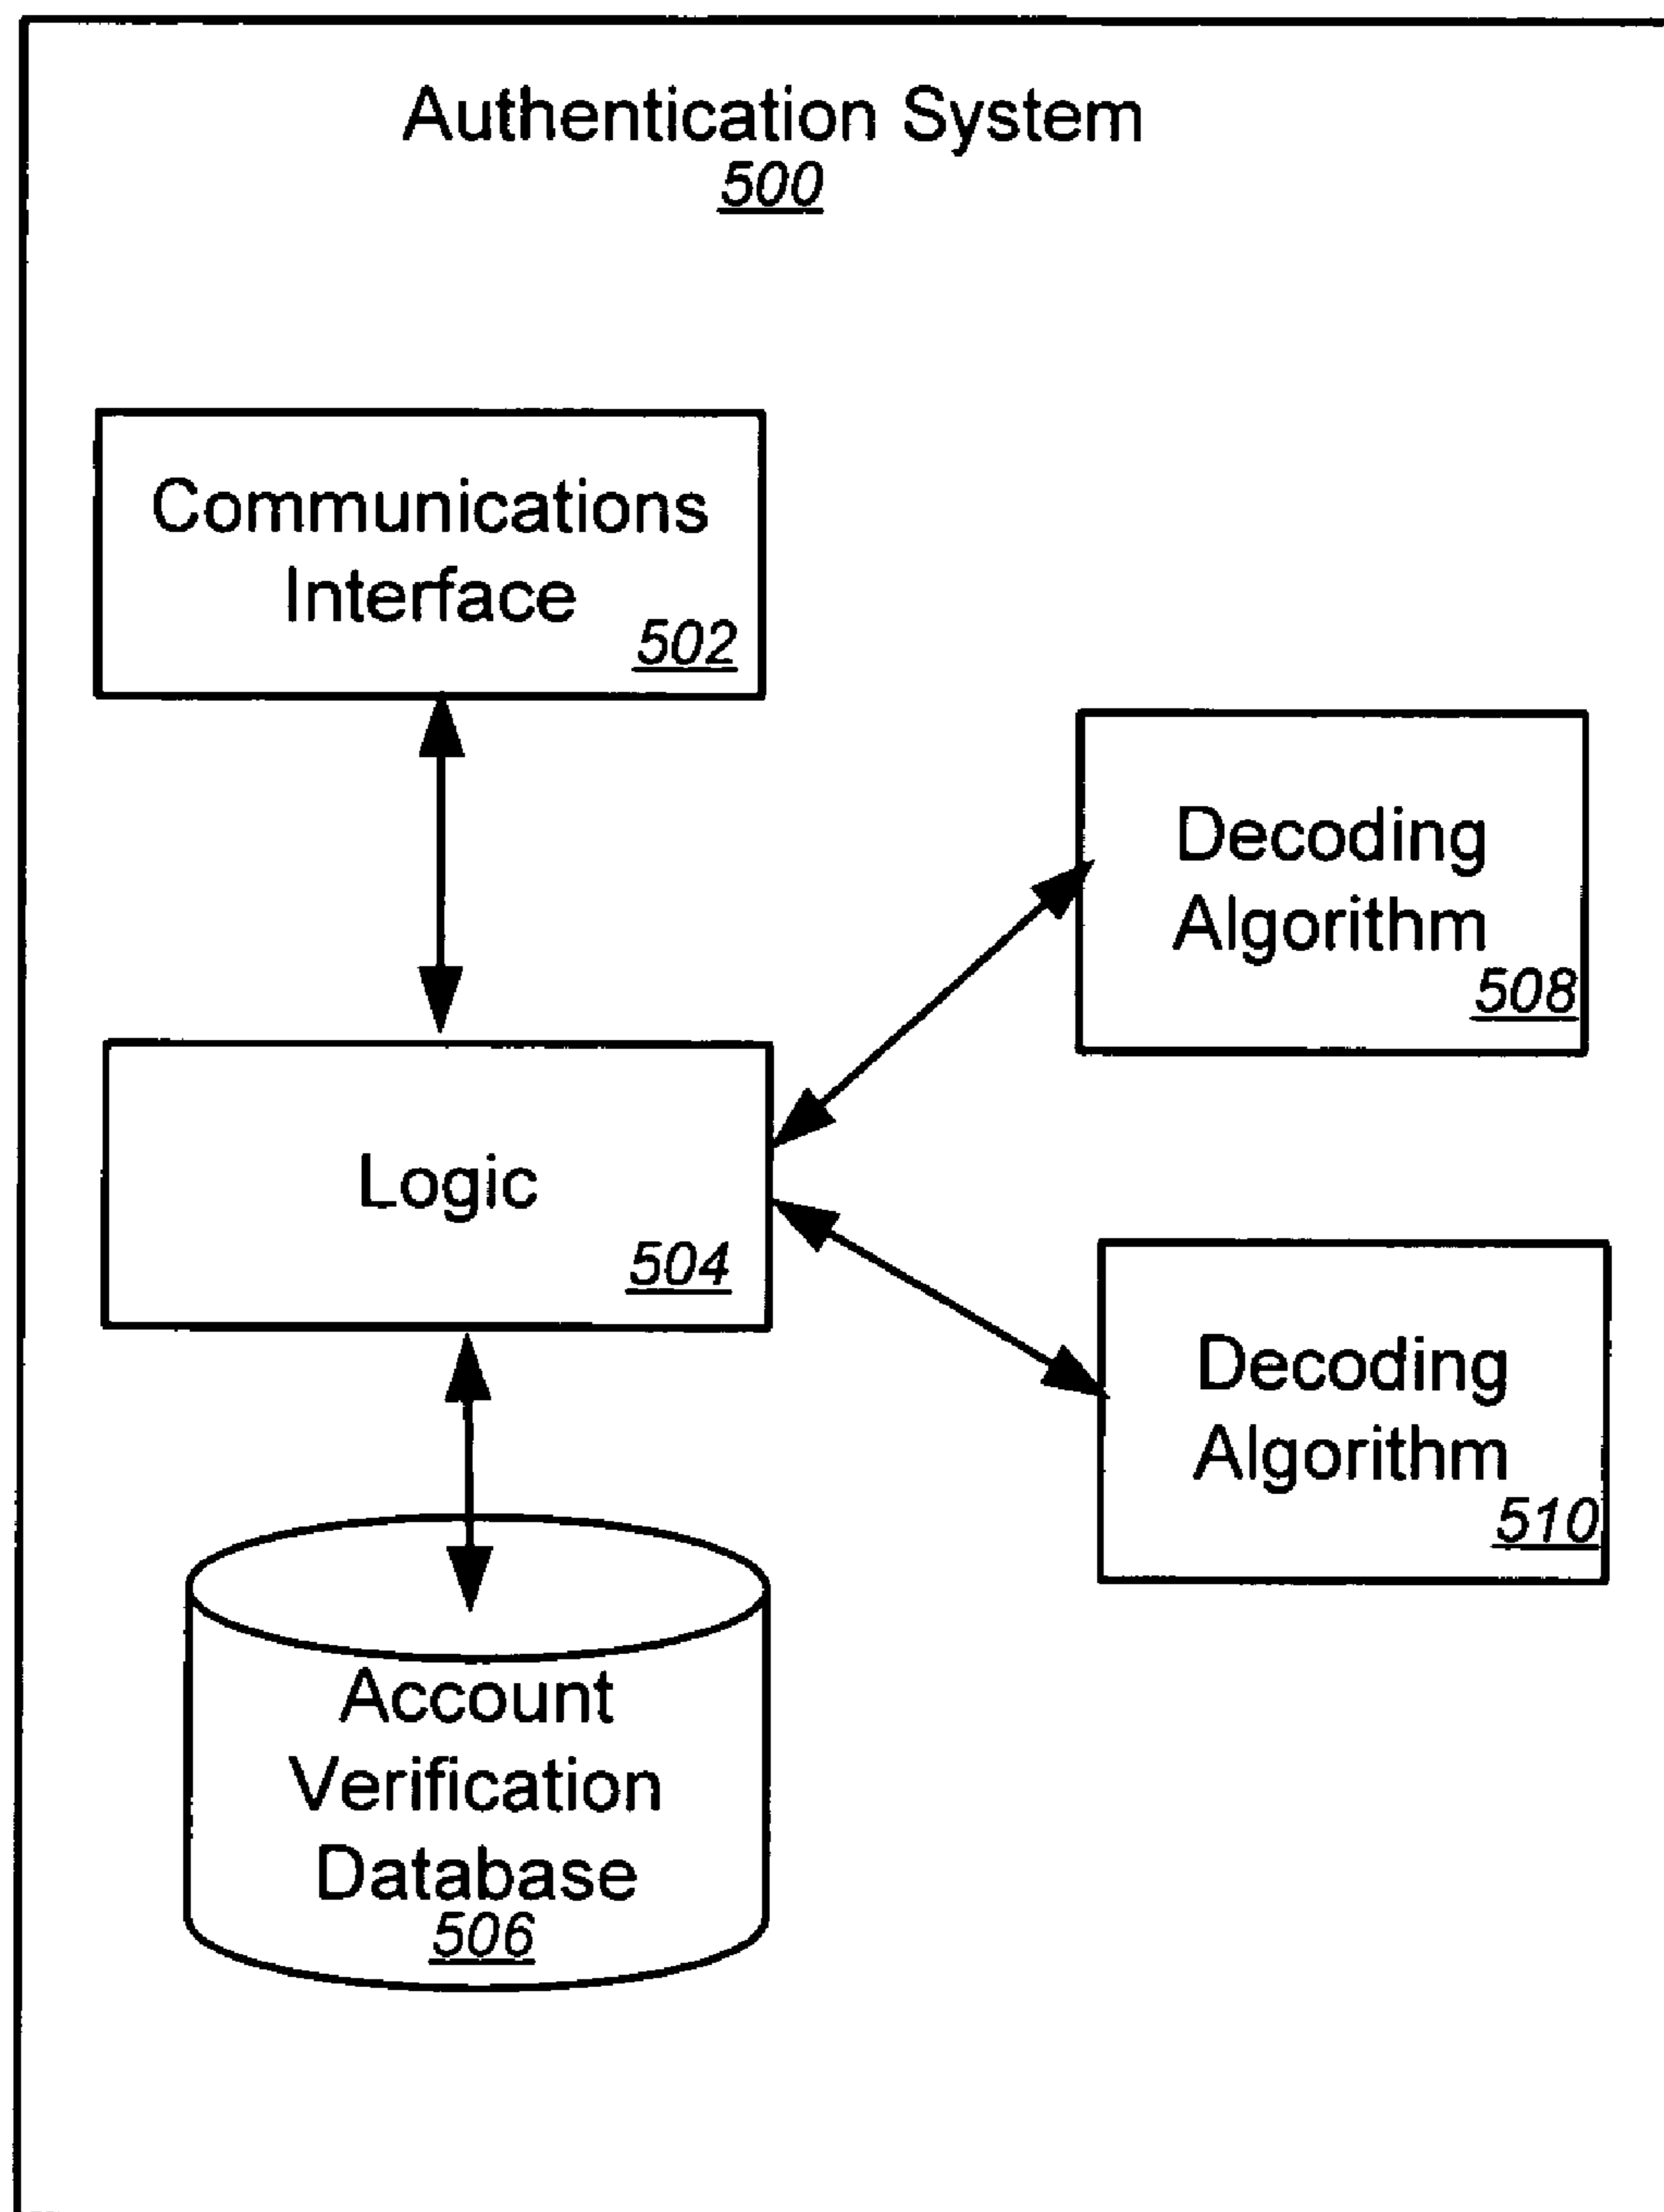 Authentication System
500
Communications
Interface
502
Decoding
Algorithm
508
Logic
504
Decoding
Algorithm
510
Account
Verification
Database
506